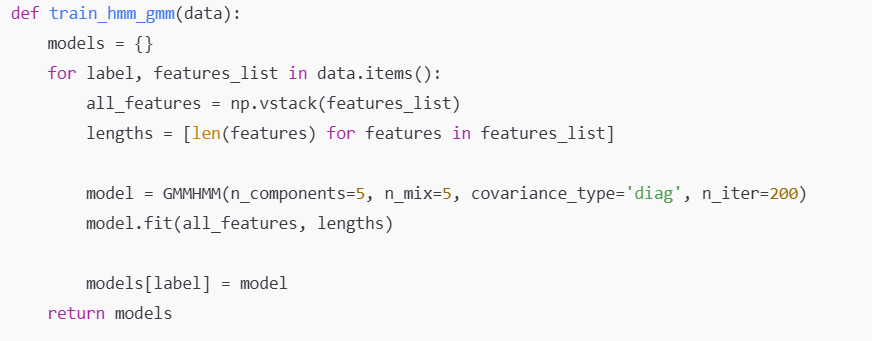 def train_hmm_gmm(data):
    models = {}
    for label, features_list in data.items():
        all_features = np.vstack(features_list)
        lengths = [len(features) for features in features_list]

        model = GMMHMM(n_components=5, n_mix=5, covariance_type='diag', n_iter=200)
        model.fit(all_features, lengths)

        models[label] = model
    return models